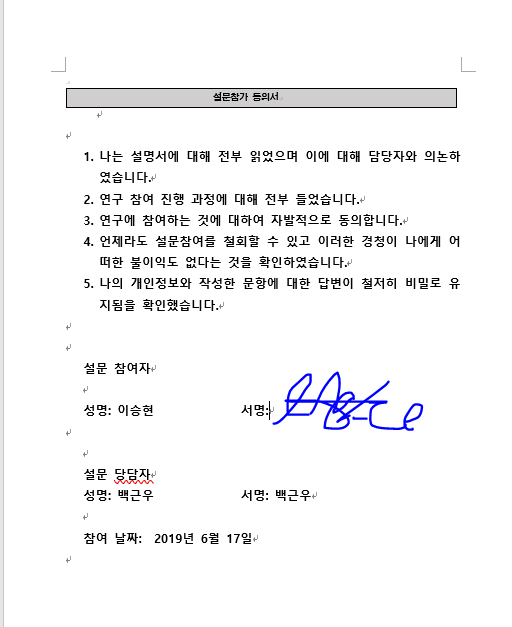 설문참가 동의서
1. 나는 설명서에 대해 전부 읽었으며 이에 대해 담당자와 의논하
였습니다.
2. 연구 참여 진행 과정에 대해 전부 들었습니다.
3. 연구에 참여하는 것에 대하여 자발적으로 동의합니다.
4. 언제라도 설문참여를 철회할 수 있고 이러한 결정이 나에게 어
떠한 불이익도 없다는 것을 확인하였습니다.
5. 나의 개인정보와 작성한 문항에 대한 답변이 철저히 비밀로 유
지됨을 확인했습니다.
설문 참여자
성명: 이승현 서명:
설문 당담자
성명: 백근우 서명: 백근우
참여 날짜: 2019년 6월 17일